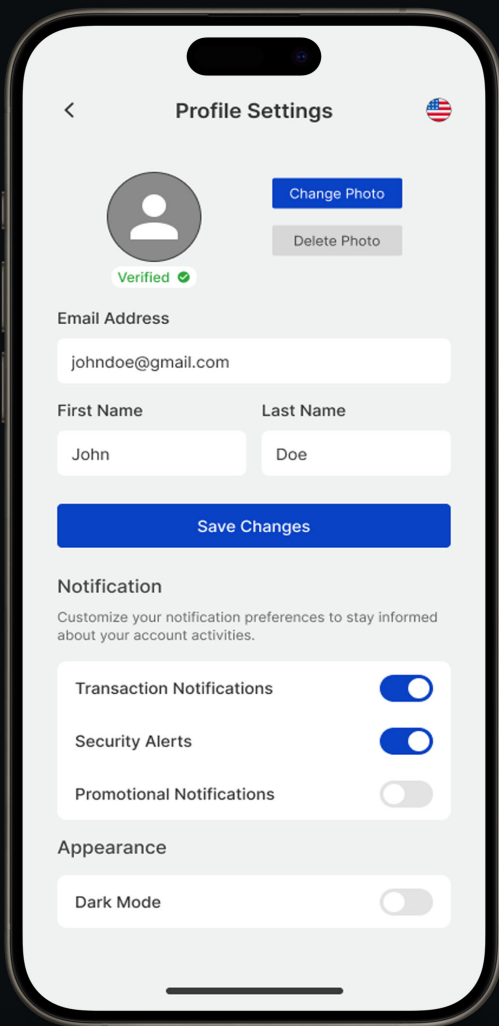 Profile Settings
Change Photo
Delete Photo
Verified
Email Address
johndoe@gmail.com
First Name
Last Name
John
Doe
Save Changes
Notification
Customize your notification preferences to stay informed
about your account activities.
Transaction Notifications
Security Alerts
Promotional Notifications
Appearance
Dark Mode